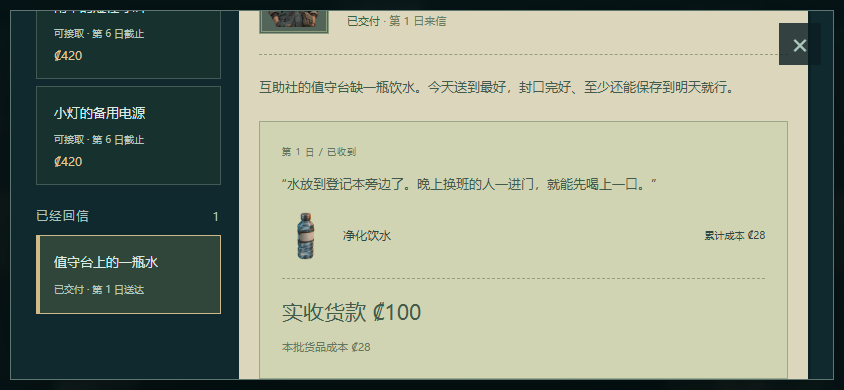 可接取 · 第 6 日截止
₡420
小灯的备用电源
可接取 · 第 6 日截止
₡420
已经回信
1
值守台上的一瓶水
已交付 · 第 1 日送达
已交付 · 第 1 日来信
互助社的值守台缺一瓶饮水。今天送到最好，封口完好、至少还能保存到明天就行。
第 1 日 / 已收到
“水放到登记本旁边了。晚上换班的人一进门，就能先喝上一口。”
净化饮水
累计成本 ₡28
实收货款 ₡100
本批货品成本 ₡28